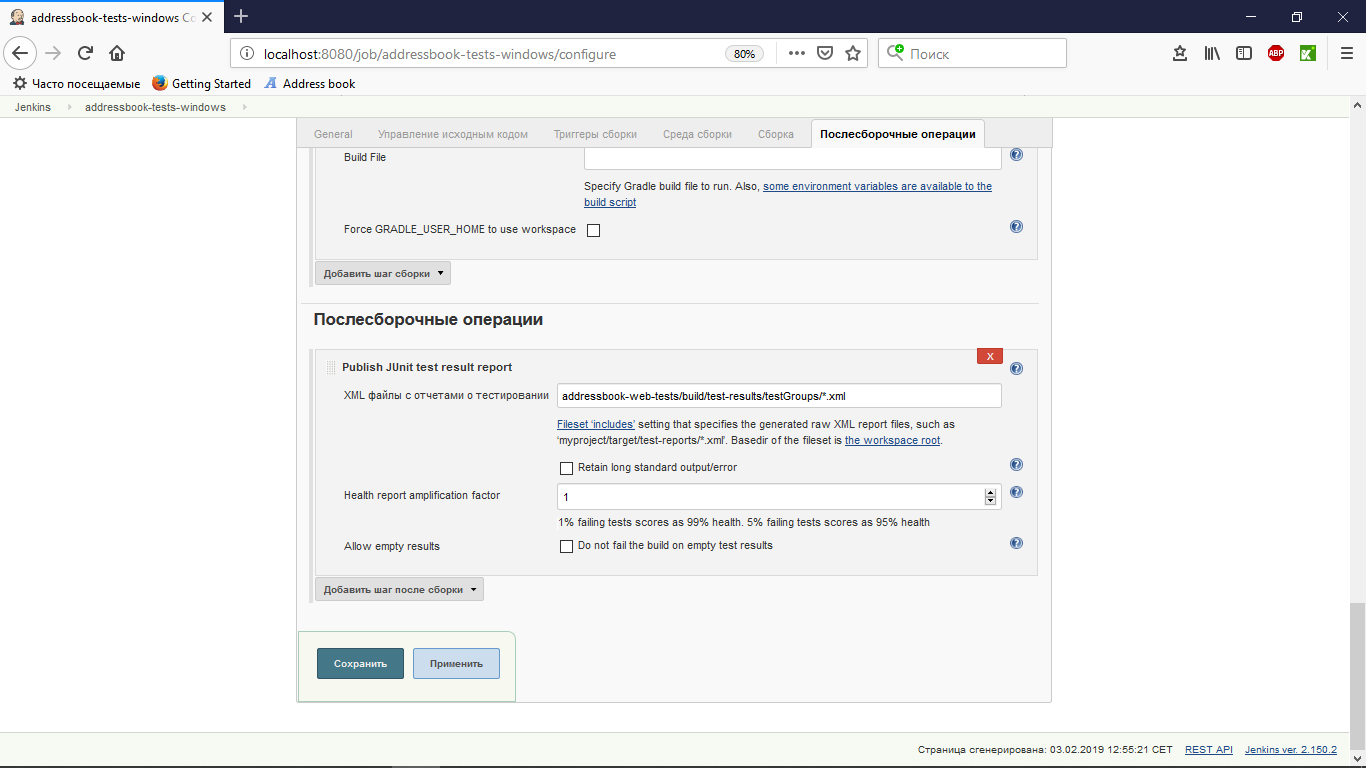 addressbook-tests-windows Co
localhost:8080/job/addressbook-tests-windows/configure
80%
Поиск
ABP
Часто посещаемые
Getting Started
Address book
Jenkins
addressbook-tests-windows
General
Управление исходным кодом
Триггеры сборки
Среда сборки
Сборка
Послесборочные операции
Build File
Specify Gradle build file to run. Also, some environment variables are available to the
build script
Force GRADLE_USER_HOME to use workspace
Добавить шаг сборки
Послесборочные операции
X
Publish JUnit test result report
XML файлы с отчетами о тестировании
addressbook-web-tests/build/test-results/testGroups/*.xml
Fileset ‘includes’ setting that specifies the generated raw XML report files, such as
‘myproject/target/test-reports/*.xml’. Basedir of the fileset is the workspace root.
Retain long standard output/error
Health report amplification factor
1
1% failing tests scores as 99% health. 5% failing tests scores as 95% health
Allow empty results
Do not fail the build on empty test results
Добавить шаг после сборки
Сохранить
Применить
Страница сгенерирована: 03.02.2019 12:55:21 CET
REST API
Jenkins ver. 2.150.2